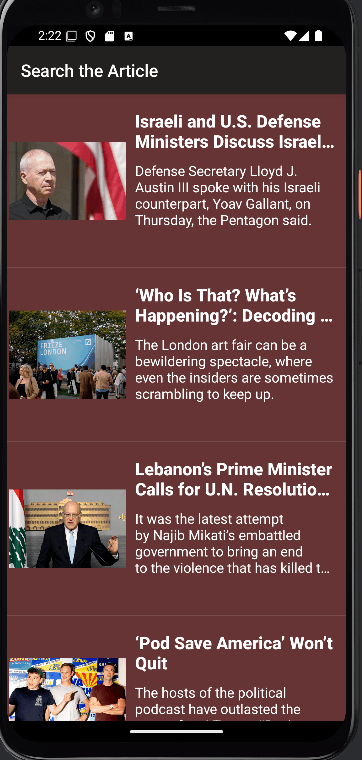 2:22
Search the Article
Israeli and U.S. Defense
Ministers Discuss Israel…
Defense Secretary Lloyd J.
Austin III spoke with his Israeli
counterpart, Yoav Gallant, on
Thursday, the Pentagon said.
‘Who Is That? What’s
Happening?’: Decoding …
The London art fair can be a
bewildering spectacle, where
even the insiders are sometimes
scrambling to keep up.
FRIEZE
LONDON
Lebanon’s Prime Minister
Calls for U.N. Resolutio…
It was the latest attempt
by Najib Mikati’s embattled
government to bring an end
to the violence that has killed t…
‘Pod Save America’ Won’t
Quit
The hosts of the political
podcast have outlasted the